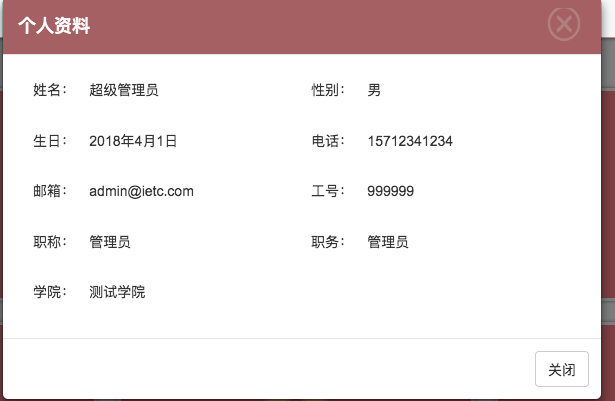 个人资料
姓名： 超级管理员 性别： 男
生日： 2018年4月1日 电话： 15712341234
邮箱： admin@ietc.com 工号： 999999
职称： 管理员 职务： 管理员
学院： 测试学院
关闭